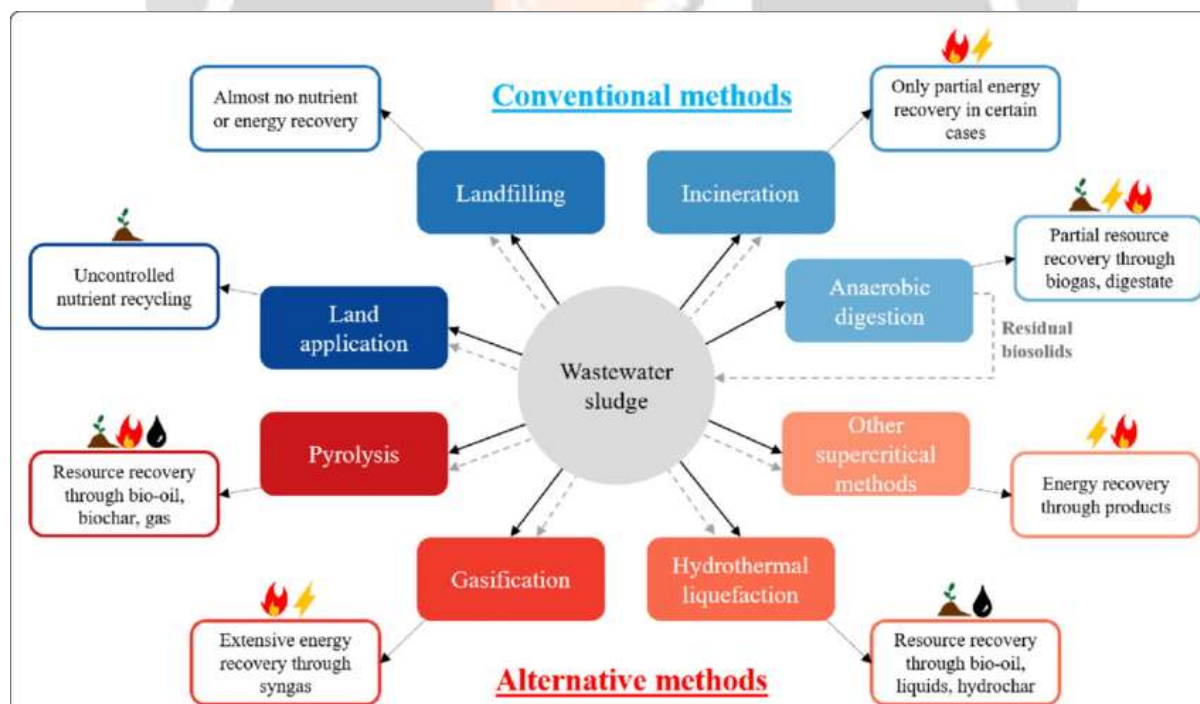 Conventional methods
Almost no nutrient
or energy recovery
Landfilling
Incineration
Only partial energy
recovery in certain
cases
Uncontrolled
nutrient recycling
Land
application
Anaerobic
digestion
Partial resource
recovery through
biogas, digestate
Residual
biosolids
Wastewater
sludge
Resource recovery
through bio-oil,
biochar, gas
Pyrolysis
Other
supercritical
methods
Energy recovery
through products
Extensive energy
recovery through
syngas
Gasification
Hydrothermal
liquefaction
Resource recovery
through bio-oil,
liquids, hydrochar
Alternative methods